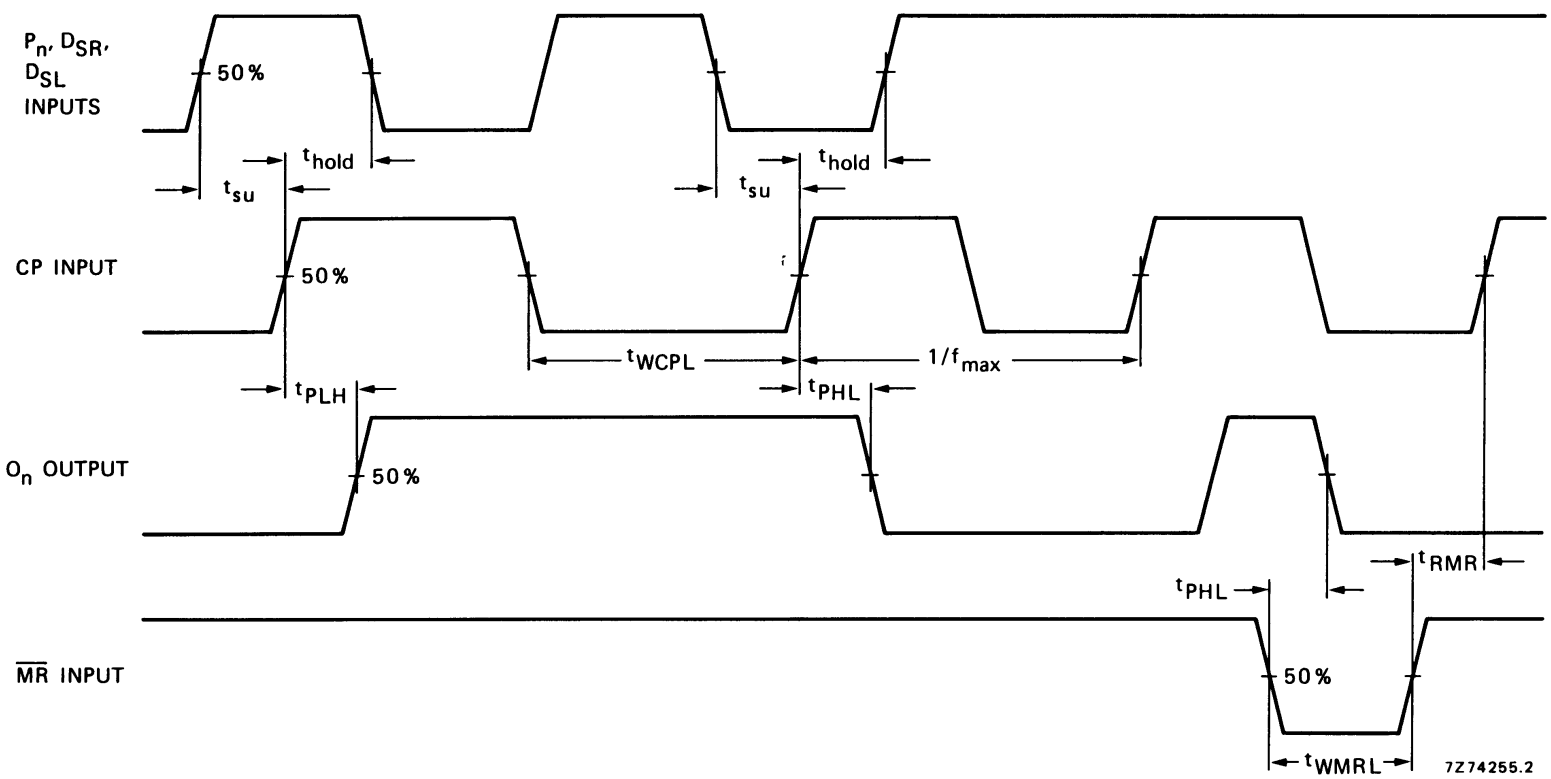 Pn, DSR,
DSL
INPUTS
50%
thold
tsu
thold
tsu
CP INPUT
50%
tWCPL
1/fmax
tPLH
tPHL
On OUTPUT
50%
tRMR
tPHL
MR INPUT
50%
tWMRL
7Z74255.2